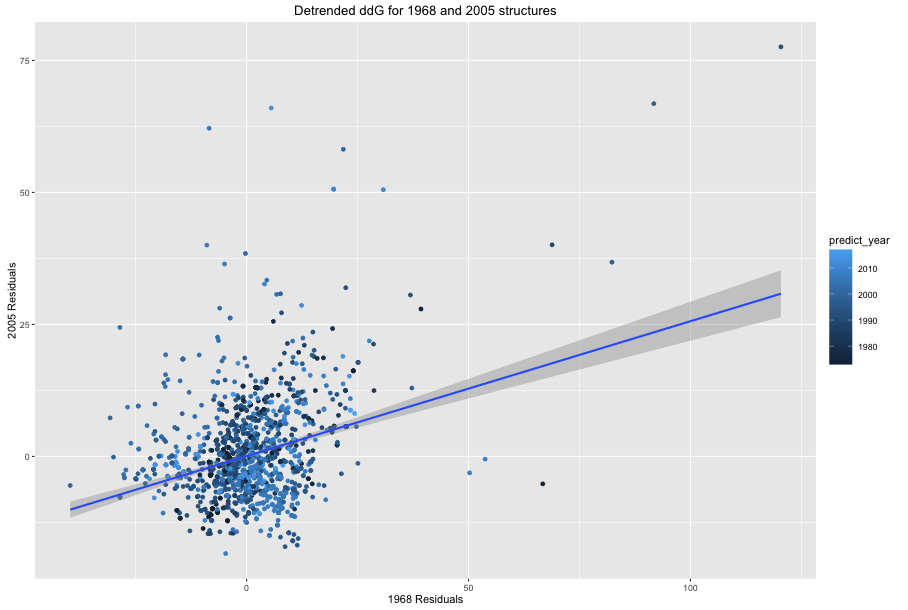 Detrended ddG for 1968 and 2005 structures
75
50
25
0
2005 Residuals
0
50
100
1968 Residuals
predict_year
2010
2000
1990
1980